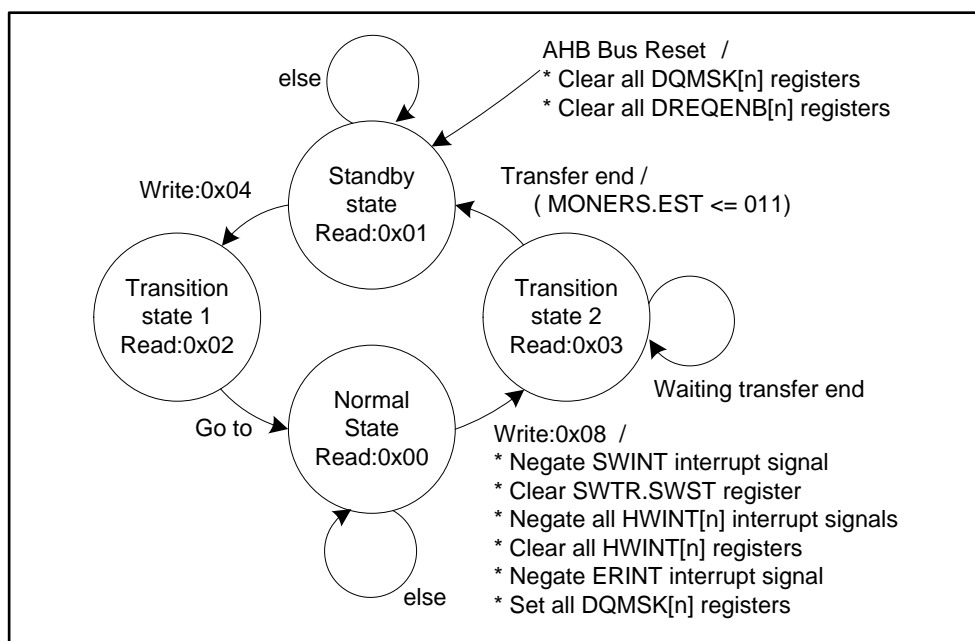 AHB Bus Reset /
* Clear all DQMSK[n] registers
* Clear all DREQENB[n] registers
else
Standby
state
Read:0x01
Write:0x04
Transfer end /
( MONERS.EST <= 011)
Transition
state 1
Read:0x02
Transition
state 2
Read:0x03
Waiting transfer end
Go to
Normal
State
Read:0x00
else
Write:0x08 /
* Negate SWINT interrupt signal
* Clear SWTR.SWST register
* Negate all HWINT[n] interrupt signals
* Clear all HWINT[n] registers
* Negate ERINT interrupt signal
* Set all DQMSK[n] registers